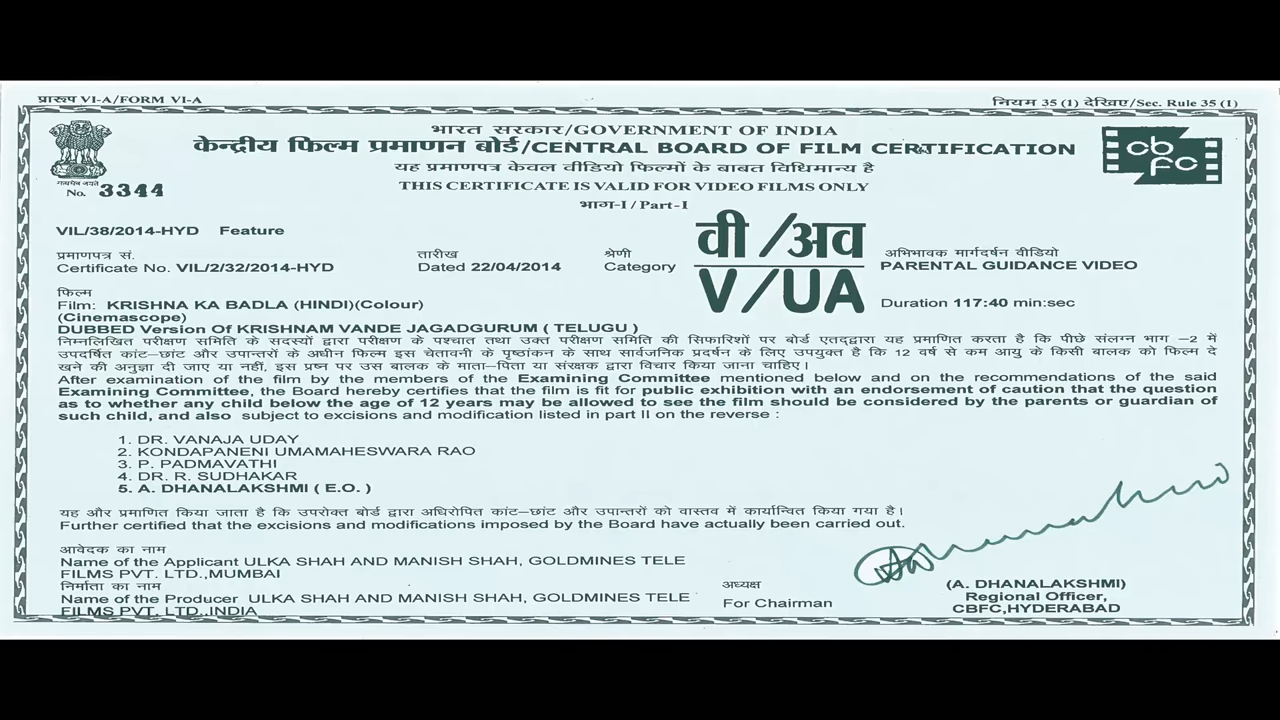 प्रारूप VI-A/FORM VI-A
नियम 35 (1) देखिए/Sec. Rule 35 (1)
भारत सरकार/GOVERNMENT OF INDIA
केन्द्रीय फिल्म प्रमाणन बोर्ड/CENTRAL BOARD OF FILM CERTIFICATION
cbfc
यह प्रमाणपत्र केवल वीडियो फिल्मों के बाबत विधिमान्य है
सत्यमेव जयते
No. 3344
THIS CERTIFICATE IS VALID FOR VIDEO FILMS ONLY
भाग-I / Part-I
VIL/38/2014-HYD Feature
वी/अव
प्रमाणपत्र सं. तारीख श्रेणी अभिभावक मार्गदर्शन वीडियो
Certificate No. VIL/2/32/2014-HYD Dated 22/04/2014 Category PARENTAL GUIDANCE VIDEO
V/UA
फिल्म
Film: KRISHNA KA BADLA (HINDI)(Colour) Duration 117:40 min:sec
(Cinemascope)
DUBBED Version Of KRISHNAM VANDE JAGADGURUM ( TELUGU )
निम्नलिखित परीक्षण समिति के सदस्यों द्वारा परीक्षण के पश्चात तथा उक्त परीक्षण समिति की सिफारिशों पर बोर्ड एतद्द्वारा यह प्रमाणित करता है कि पीछे संलग्न भाग -2 में
उपदर्षित कांट-छांट और उपान्तरों के अधीन फिल्म इस चेतावनी के पृष्ठांकन के साथ सार्वजनिक प्रदर्षन के लिए उपयुक्त है कि 12 वर्ष से कम आयु के किसी बालक को फिल्म दे
खने की अनुज्ञा दी जाए या नहीं, इस प्रश्न पर उस बालक के माता-पिता या संरक्षक द्वारा विचार किया जाना चाहिए।
After examination of the film by the members of the Examining Committee mentioned below and on the recommendations of the said
Examining Committee, the Board hereby certifies that the film is fit for public exhibition with an endorsement of caution that the question
as to whether any child below the age of 12 years may be allowed to see the film should be considered by the parents or guardian of
such child, and also subject to excisions and modification listed in part II on the reverse :
1. DR. VANAJA UDAY
2. KONDAPANENI UMAMAHESWARA RAO
3. P. PADMAVATHI
4. DR. R. SUDHAKAR
5. A. DHANALAKSHMI ( E.O. )
यह और प्रमाणित किया जाता है कि उपरोक्त बोर्ड द्वारा अधिरोपित कांट-छांट और उपान्तरों को वास्तव में कार्यान्वित किया गया है।
Further certified that the excisions and modifications imposed by the Board have actually been carried out.
आवेदक का नाम
Name of the Applicant ULKA SHAH AND MANISH SHAH, GOLDMINES TELE
FILMS PVT. LTD.,MUMBAI
निर्माता का नाम
Name of the Producer ULKA SHAH AND MANISH SHAH, GOLDMINES TELE
FILMS PVT. LTD.,INDIA
अध्यक्ष
For Chairman
(A. DHANALAKSHMI)
Regional Officer,
CBFC,HYDERABAD